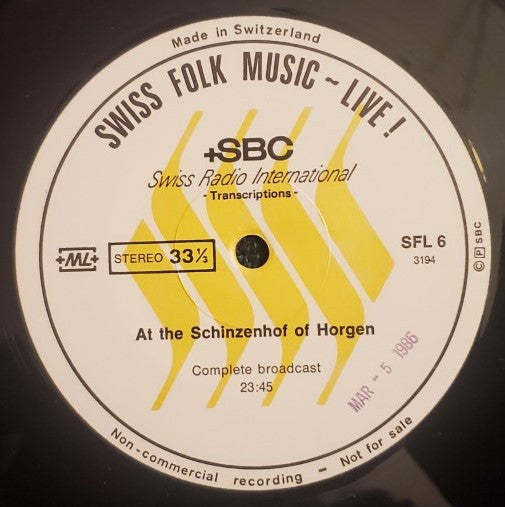 Made in Switzerland
SWISS FOLK MUSIC ~ LIVE!
+SBC
Swiss Radio International
- Transcriptions -
+ML+
STEREO 33⅓
SFL 6
3194
© Ⓟ SBC
At the Schinzenhof of Horgen
Complete broadcast
23:45
MAR - 5 1986
Non-commercial recording - Not for sale